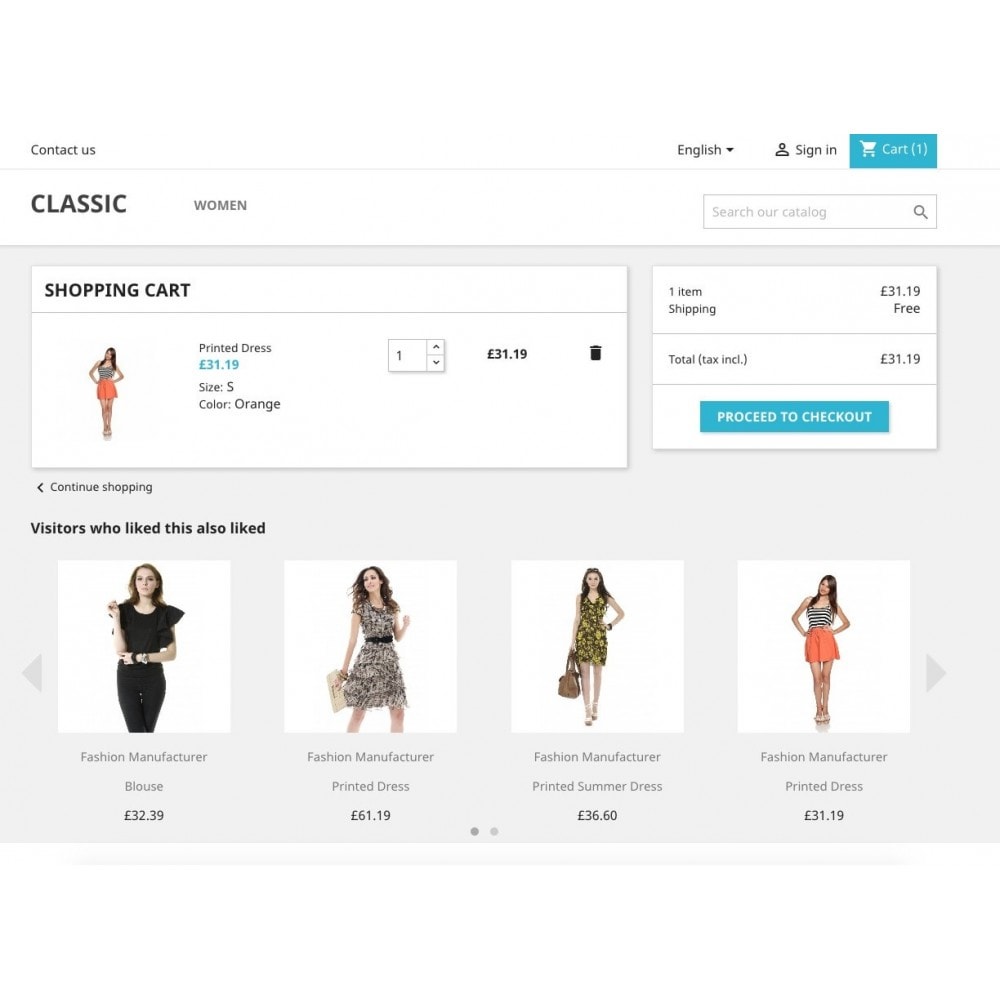 Contact us
English
Sign in
Cart (1)
CLASSIC
WOMEN
Search our catalog
SHOPPING CART
Printed Dress
£31.19
Size: S
Color: Orange
1
£31.19
1 item £31.19
Shipping Free
Total (tax incl.) £31.19
PROCEED TO CHECKOUT
Continue shopping
Visitors who liked this also liked
Fashion Manufacturer
Blouse
£32.39
Fashion Manufacturer
Printed Dress
£61.19
Fashion Manufacturer
Printed Summer Dress
£36.60
Fashion Manufacturer
Printed Dress
£31.19